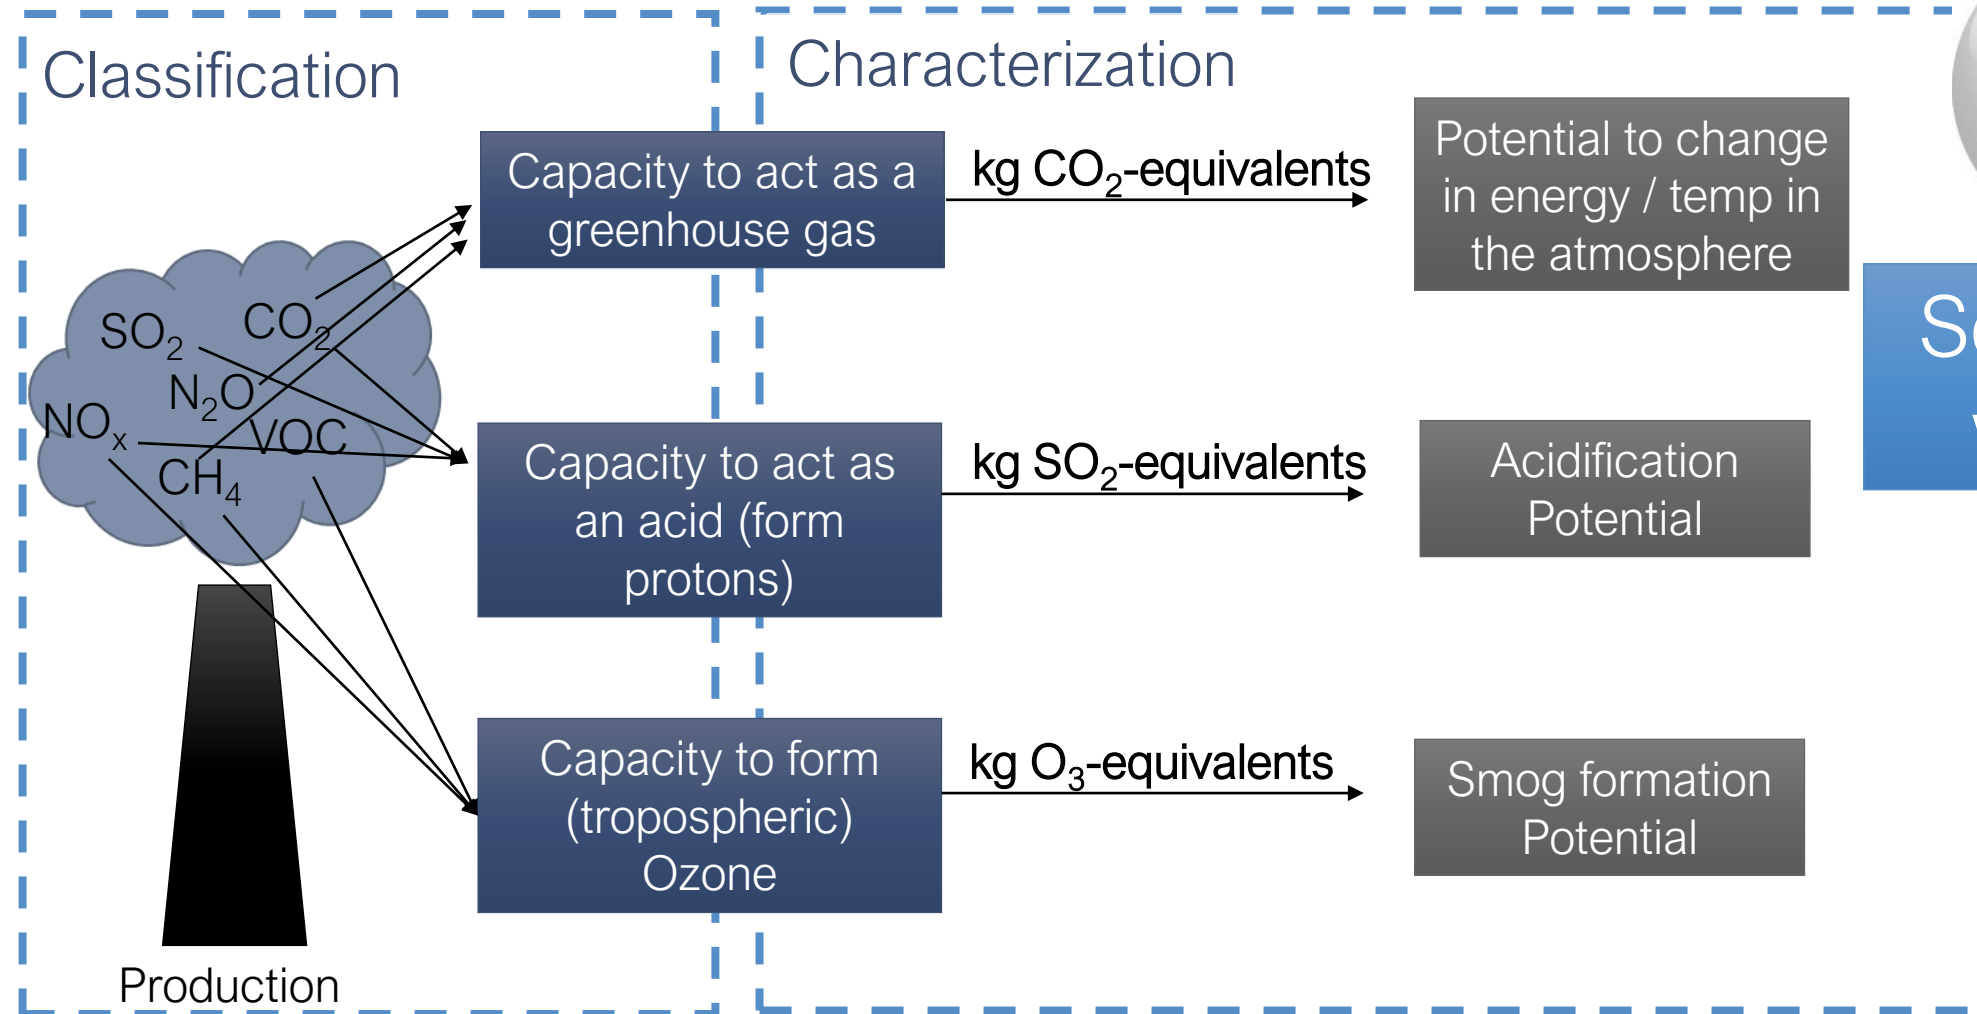 Classification
Characterization
Capacity to act as a
greenhouse gas
kg CO₂-equivalents
Potential to change
in energy / temp in
the atmosphere
SO₂
CO₂
N₂O
NOₓ
VOC
CH₄
Capacity to act as
an acid (form
protons)
kg SO₂-equivalents
Acidification
Potential
Capacity to form
(tropospheric)
Ozone
kg O₃-equivalents
Smog formation
Potential
Production